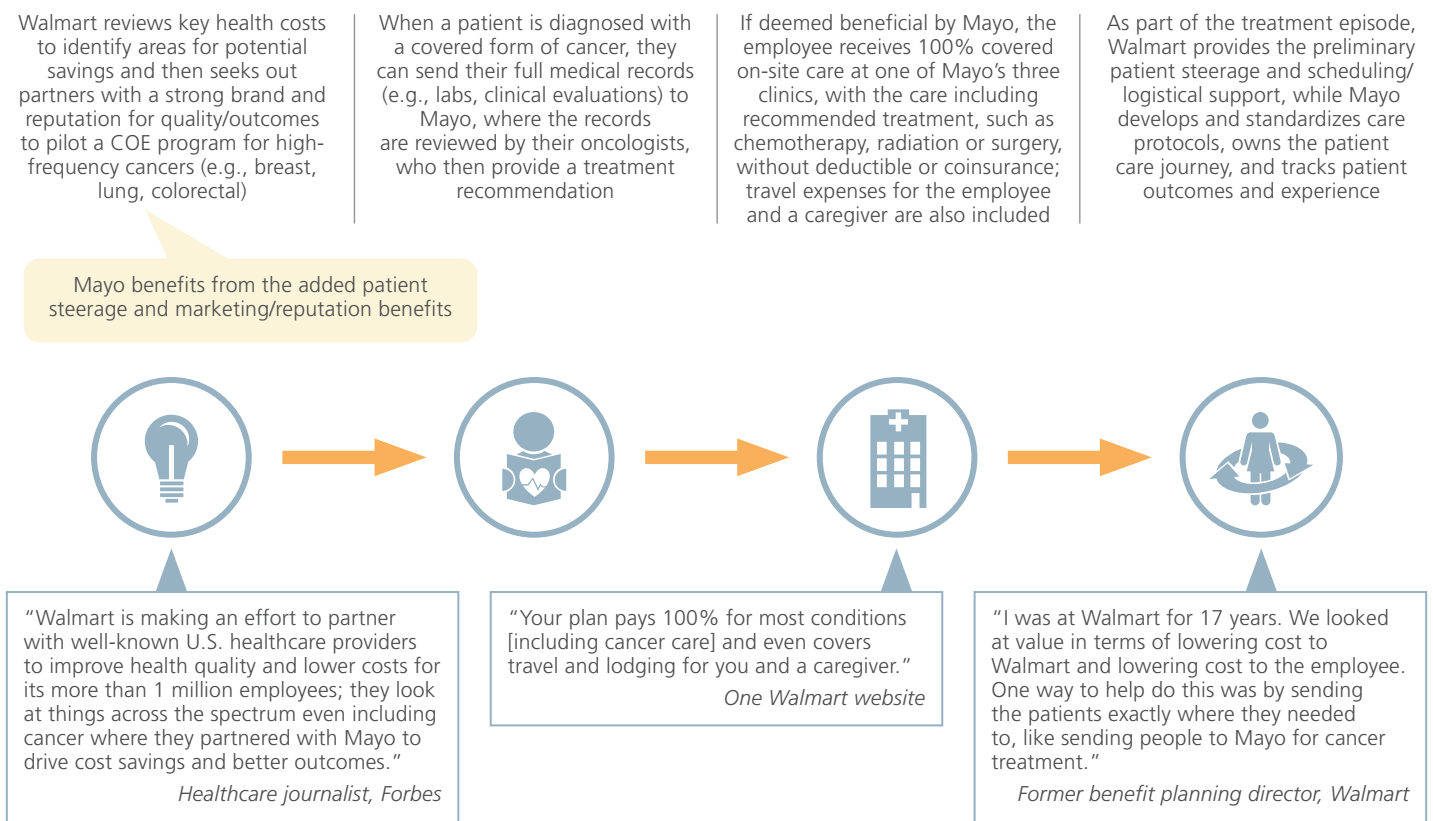 Walmart reviews key health costs
to identify areas for potential
savings and then seeks out
partners with a strong brand and
reputation for quality/outcomes
to pilot a COE program for high-
frequency cancers (e.g., breast,
lung, colorectal)
When a patient is diagnosed with
a covered form of cancer, they
can send their full medical records
(e.g., labs, clinical evaluations) to
Mayo, where the records
are reviewed by their oncologists,
who then provide a treatment
recommendation
If deemed beneficial by Mayo, the
employee receives 100% covered
on-site care at one of Mayo’s three
clinics, with the care including
recommended treatment, such as
chemotherapy, radiation or surgery,
without deductible or coinsurance;
travel expenses for the employee
and a caregiver are also included
As part of the treatment episode,
Walmart provides the preliminary
patient steerage and scheduling/
logistical support, while Mayo
develops and standardizes care
protocols, owns the patient
care journey, and tracks patient
outcomes and experience
Mayo benefits from the added patient
steerage and marketing/reputation benefits
“Walmart is making an effort to partner
with well-known U.S. healthcare providers
to improve health quality and lower costs for
its more than 1 million employees; they look
at things across the spectrum even including
cancer where they partnered with Mayo to
drive cost savings and better outcomes.”
Healthcare journalist, Forbes
“Your plan pays 100% for most conditions
[including cancer care] and even covers
travel and lodging for you and a caregiver.”
One Walmart website
“I was at Walmart for 17 years. We looked
at value in terms of lowering cost to
Walmart and lowering cost to the employee.
One way to help do this was by sending
the patients exactly where they needed
to, like sending people to Mayo for cancer
treatment.”
Former benefit planning director, Walmart